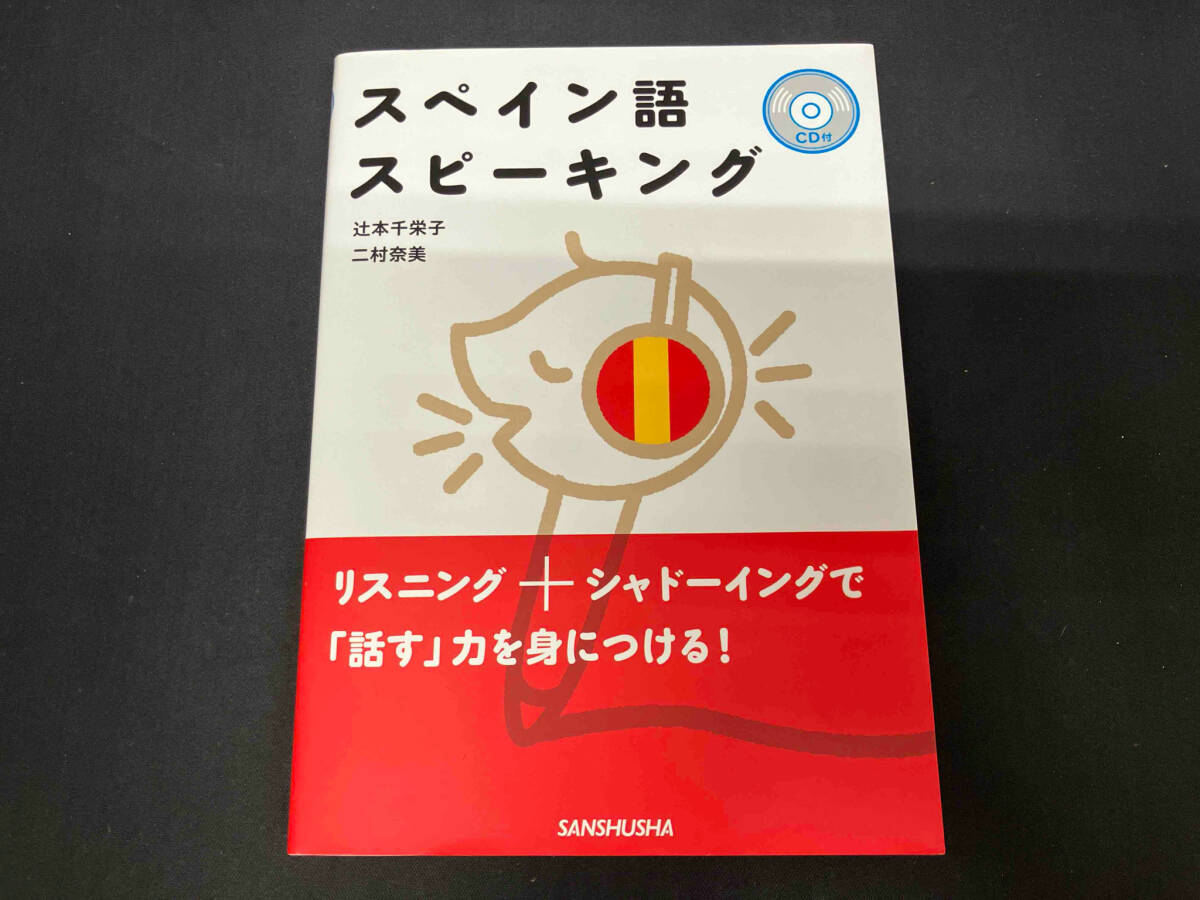 スペイン語
スピーキング
CD付
辻本千栄子
二村奈美
リスニング＋シャドーイングで
「話す」力を身につける!
SANSHUSHA